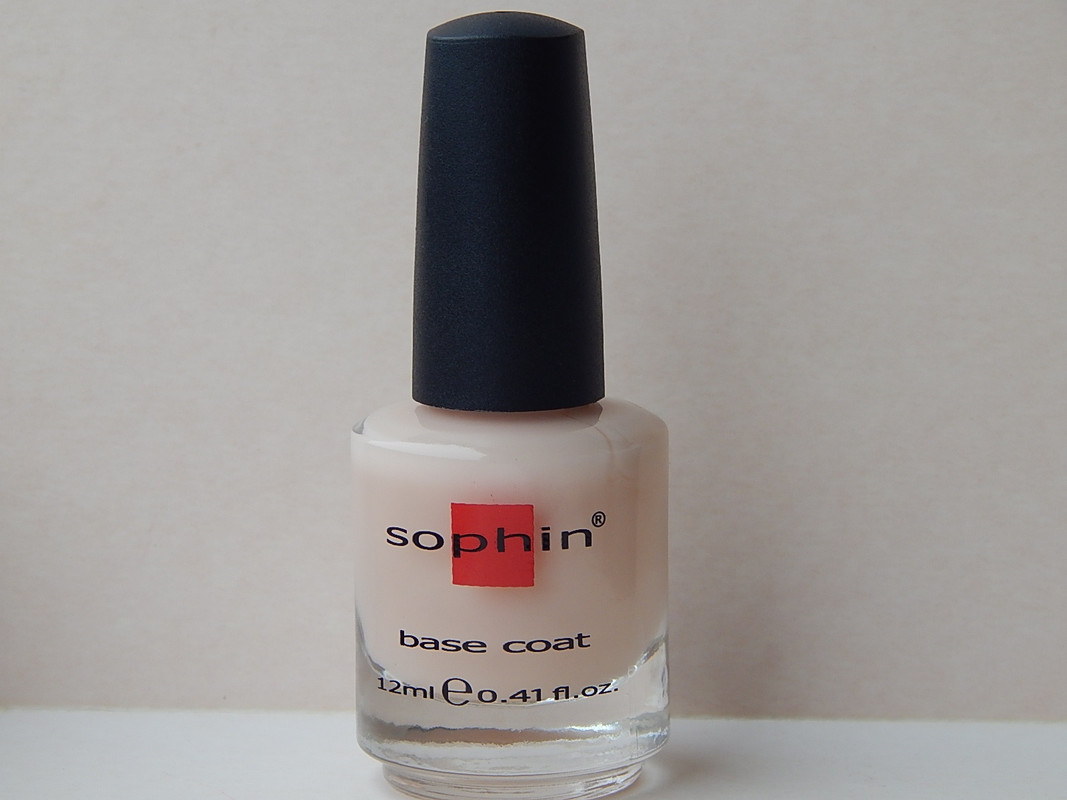 sophin®
base coat
12ml ℮ 0.41 fl.oz.